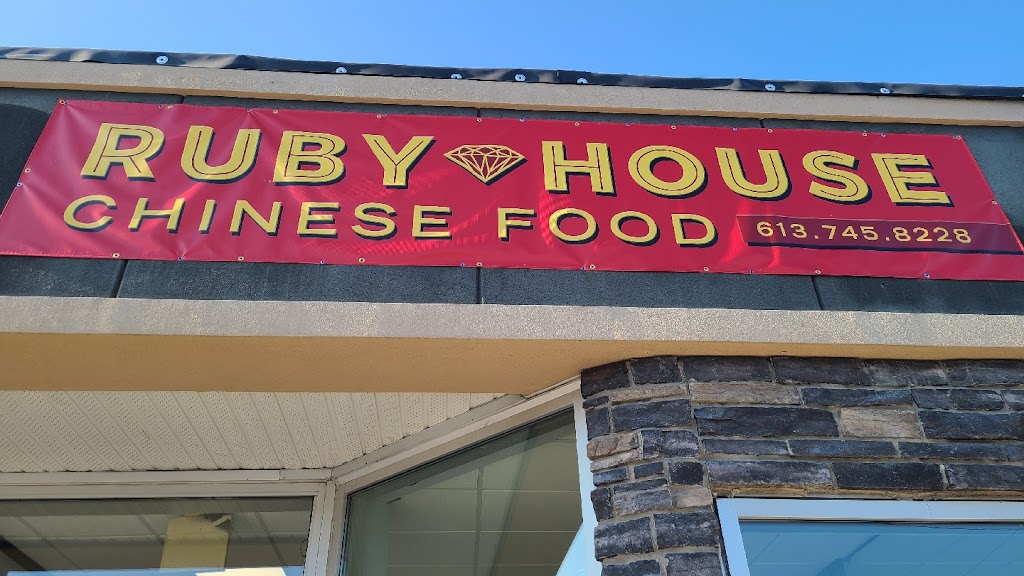 RUBY HOUSE
CHINESE FOOD 613.745.8228